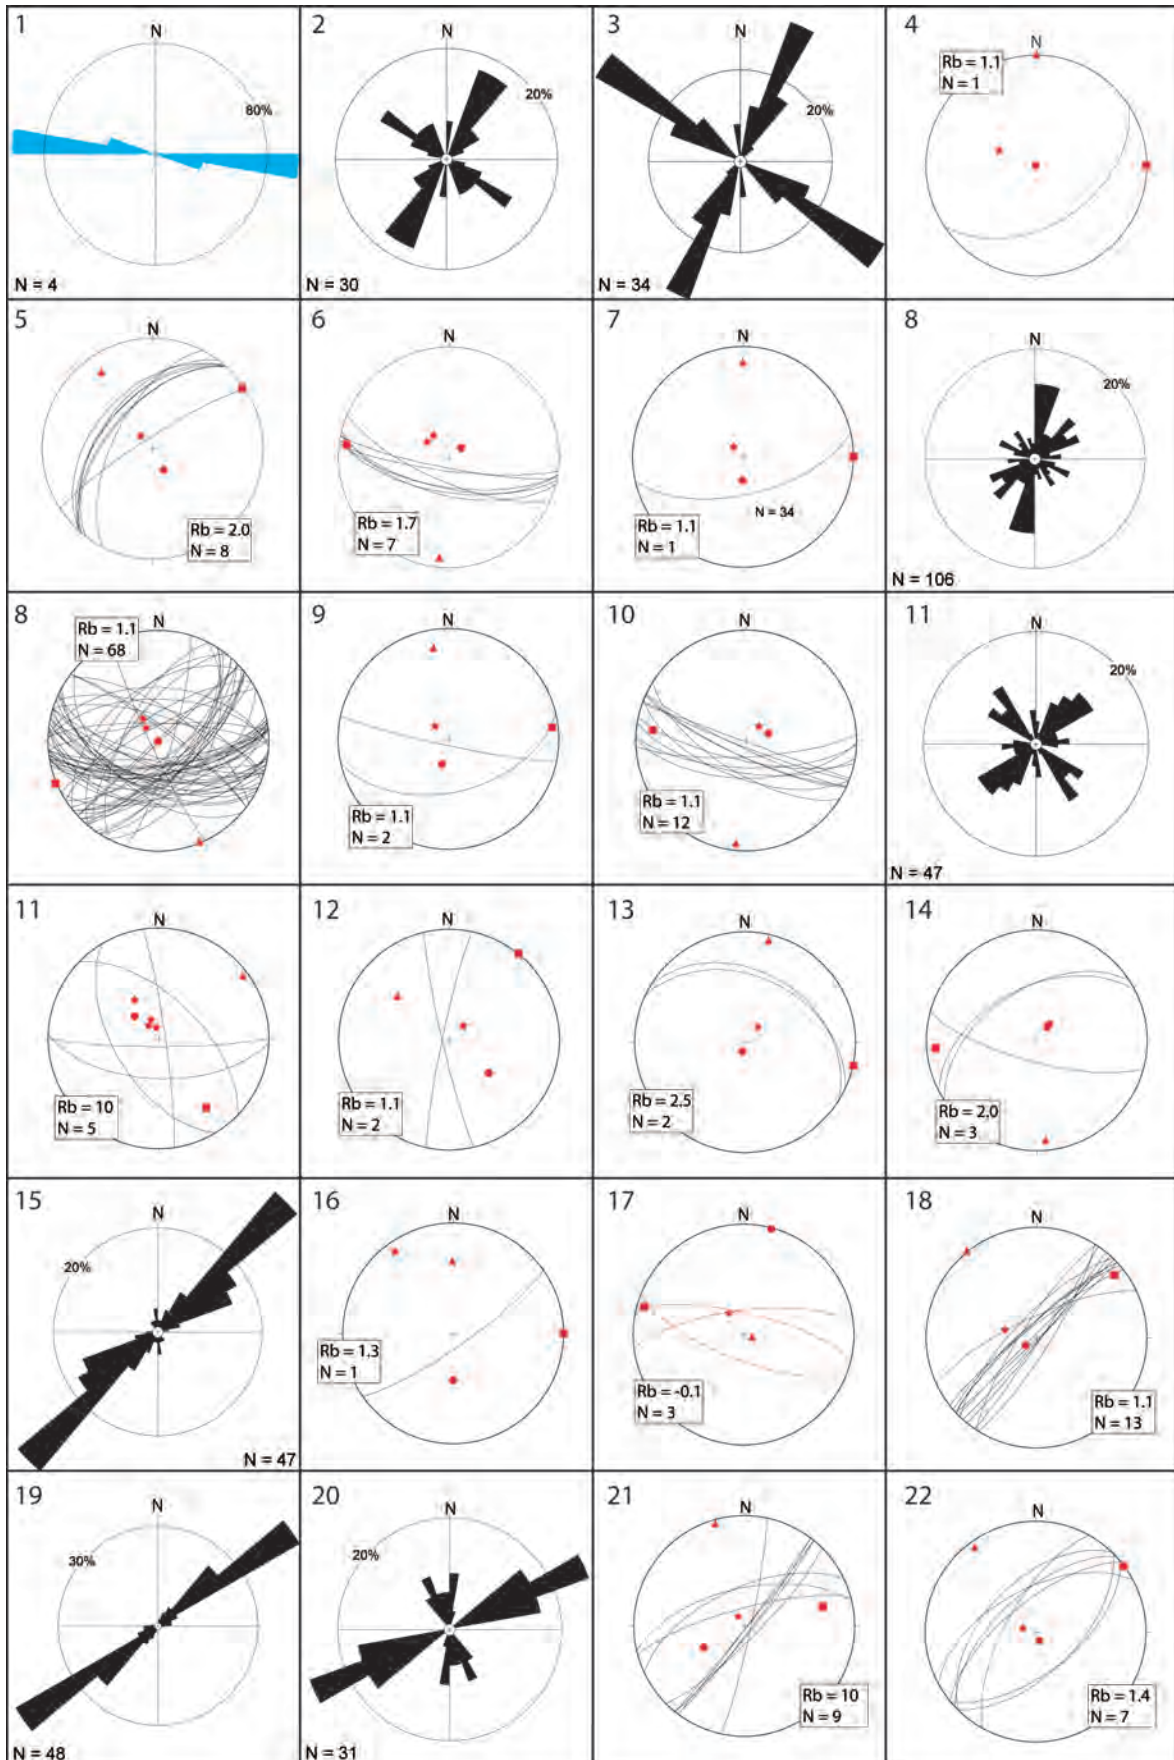 1
N
80%
N = 4
2
N
20%
N = 30
3
N
20%
N = 34
4
N
Rb = 1.1
N = 1
5
N
Rb = 2.0
N = 8
6
N
Rb = 1.7
N = 7
7
N
N = 34
Rb = 1.1
N = 1
8
N
20%
N = 106
8
N
Rb = 1.1
N = 68
9
N
Rb = 1.1
N = 2
10
N
Rb = 1.1
N = 12
11
N
20%
N = 47
11
N
Rb = 10
N = 5
12
N
Rb = 1.1
N = 2
13
N
Rb = 2.5
N = 2
14
N
Rb = 2.0
N = 3
15
N
20%
N = 47
16
N
Rb = 1.3
N = 1
17
N
Rb = -0.1
N = 3
18
N
Rb = 1.1
N = 13
19
N
30%
N = 48
20
N
20%
N = 31
21
N
Rb = 10
N = 9
22
N
Rb = 1.4
N = 7